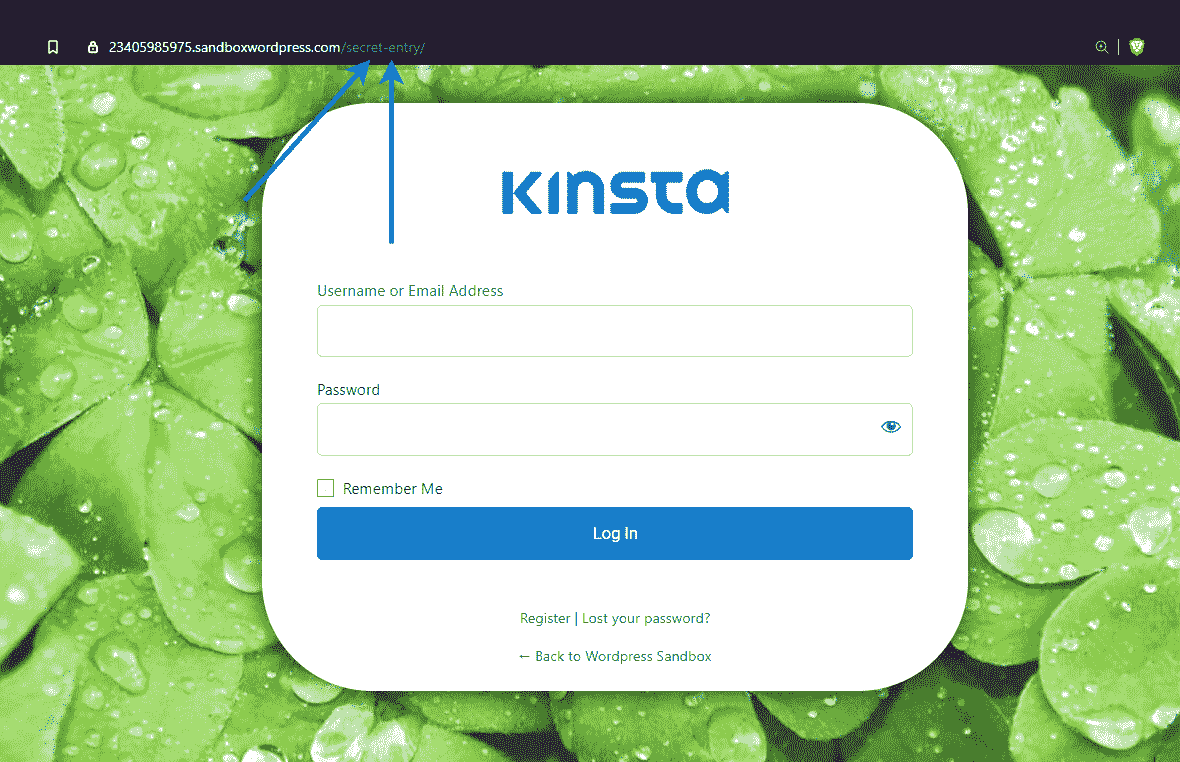 23405985975.sandboxwordpress.com/secret-entry/
Kinsta
Username or Email Address
Password
Remember Me
Log In
Register | Lost your password?
← Back to Wordpress Sandbox